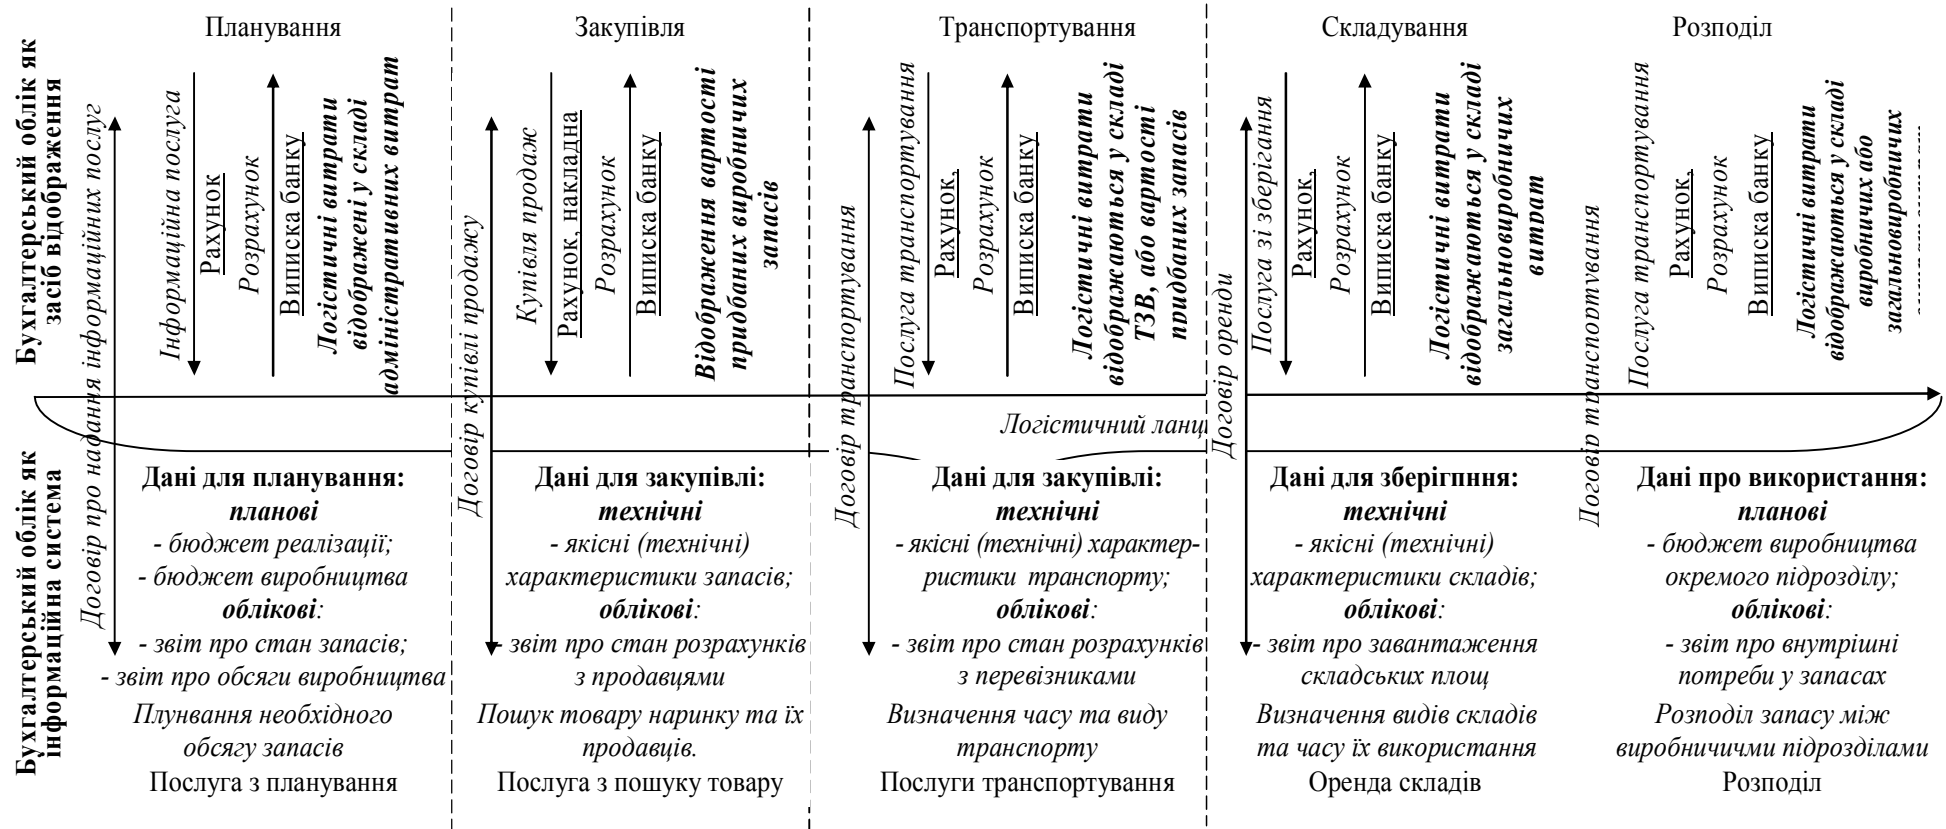 Планування
Закупівля
Транспортування
Складування
Розподіл
Бухгалтерский облік як
засіб відображення
Договір про надання інформаційних послуг
Інформаційна послуга
Рахунок
Розрахунок
Виписка банку
Логістичні витрати
відображені у складі
адміністративних витрат
Договір купівлі продажу
Купівля продаж
Рахунок, накладна
Розрахунок
Виписка банку
Відображення вартості
придбаних виробничих
запасів
Договір транспортування
Послуга транспортування
Рахунок,
Розрахунок
Виписка банку
Логістичні витрати
відображаються у складі
ТЗВ, або вартості
придбаних запасів
Договір оренди
Послуга зі зберігання
Рахунок,
Розрахунок
Виписка банку
Логістичні витрати
відображаються у складі
загальновиробничих
витрат
Договір транспортування
Послуга транспортування
Рахунок,
Розрахунок
Виписка банку
Логістичні витрати
відображаються у складі
виробничих або
загальновиробничих
Логістичний ланц
Бухгалтерський облік як
інформаційна система
Дані для планування:
планові
- бюджет реалізації;
- бюджет виробництва
облікові:
- звіт про стан запасів;
- звіт про обсяги виробництва
Плунвання необхідного
обсягу запасів
Послуга з планування
Дані для закупівлі:
технічні
- якісні (технічні)
характеристики запасів;
облікові:
- звіт про стан розрахунків
з продавцями
Пошук товару наринку та їх
продавців.
Послуга з пошуку товару
Дані для закупівлі:
технічні
- якісні (технічні) характер-
ристики транспорту;
облікові:
- звіт про стан розрахунків
з перевізниками
Визначення часу та виду
транспорту
Послуги транспортування
Дані для зберігпння:
технічні
- якісні (технічні)
характеристики складів;
облікові:
- звіт про завантаження
складських площ
Визначення видів складів
та часу їх використання
Оренда складів
Дані про використання:
планові
- бюджет виробництва
окремого підрозділу;
облікові:
- звіт про внутрішні
потреби у запасах
Розподіл запасу між
виробничичми підрозділами
Розподіл